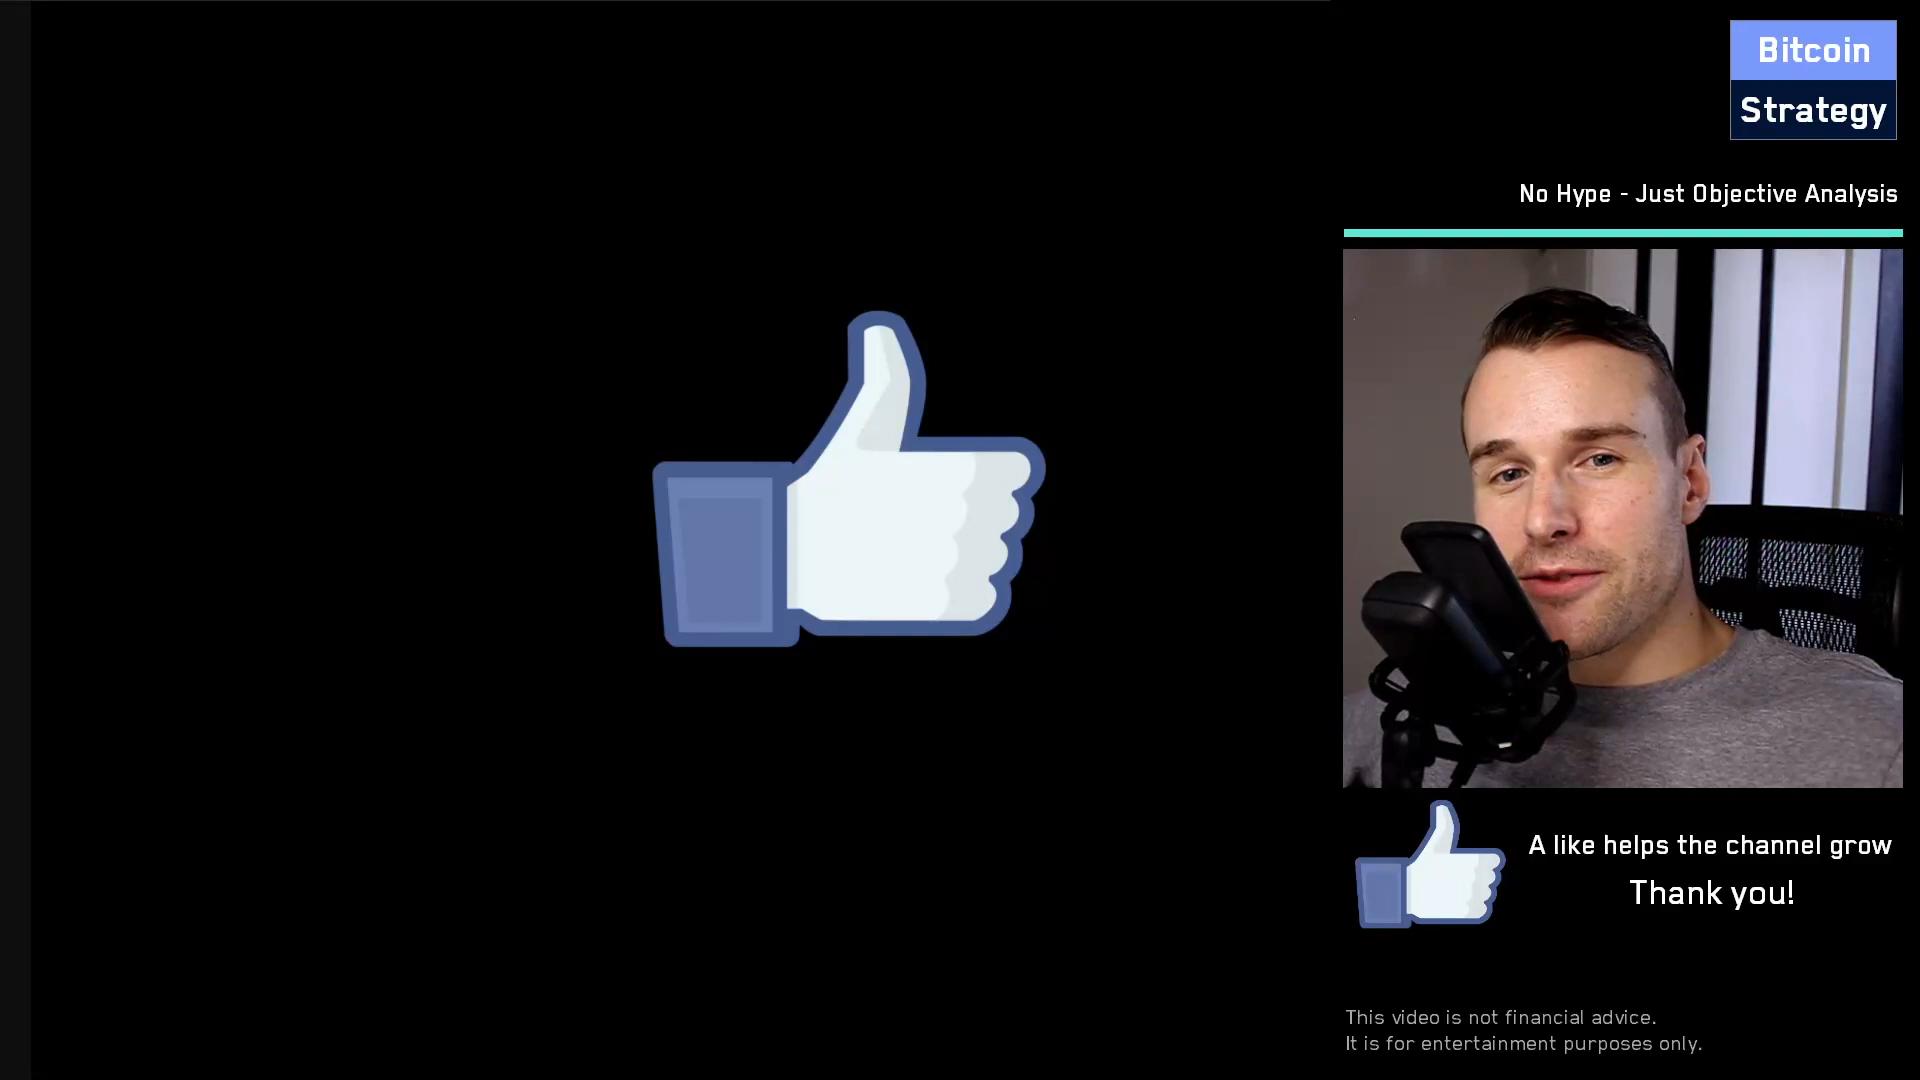 Bitcoin
Strategy
No Hype - Just Objective Analysis
A like helps the channel grow
Thank you!
This video is not financial advice.
It is for entertainment purposes only.